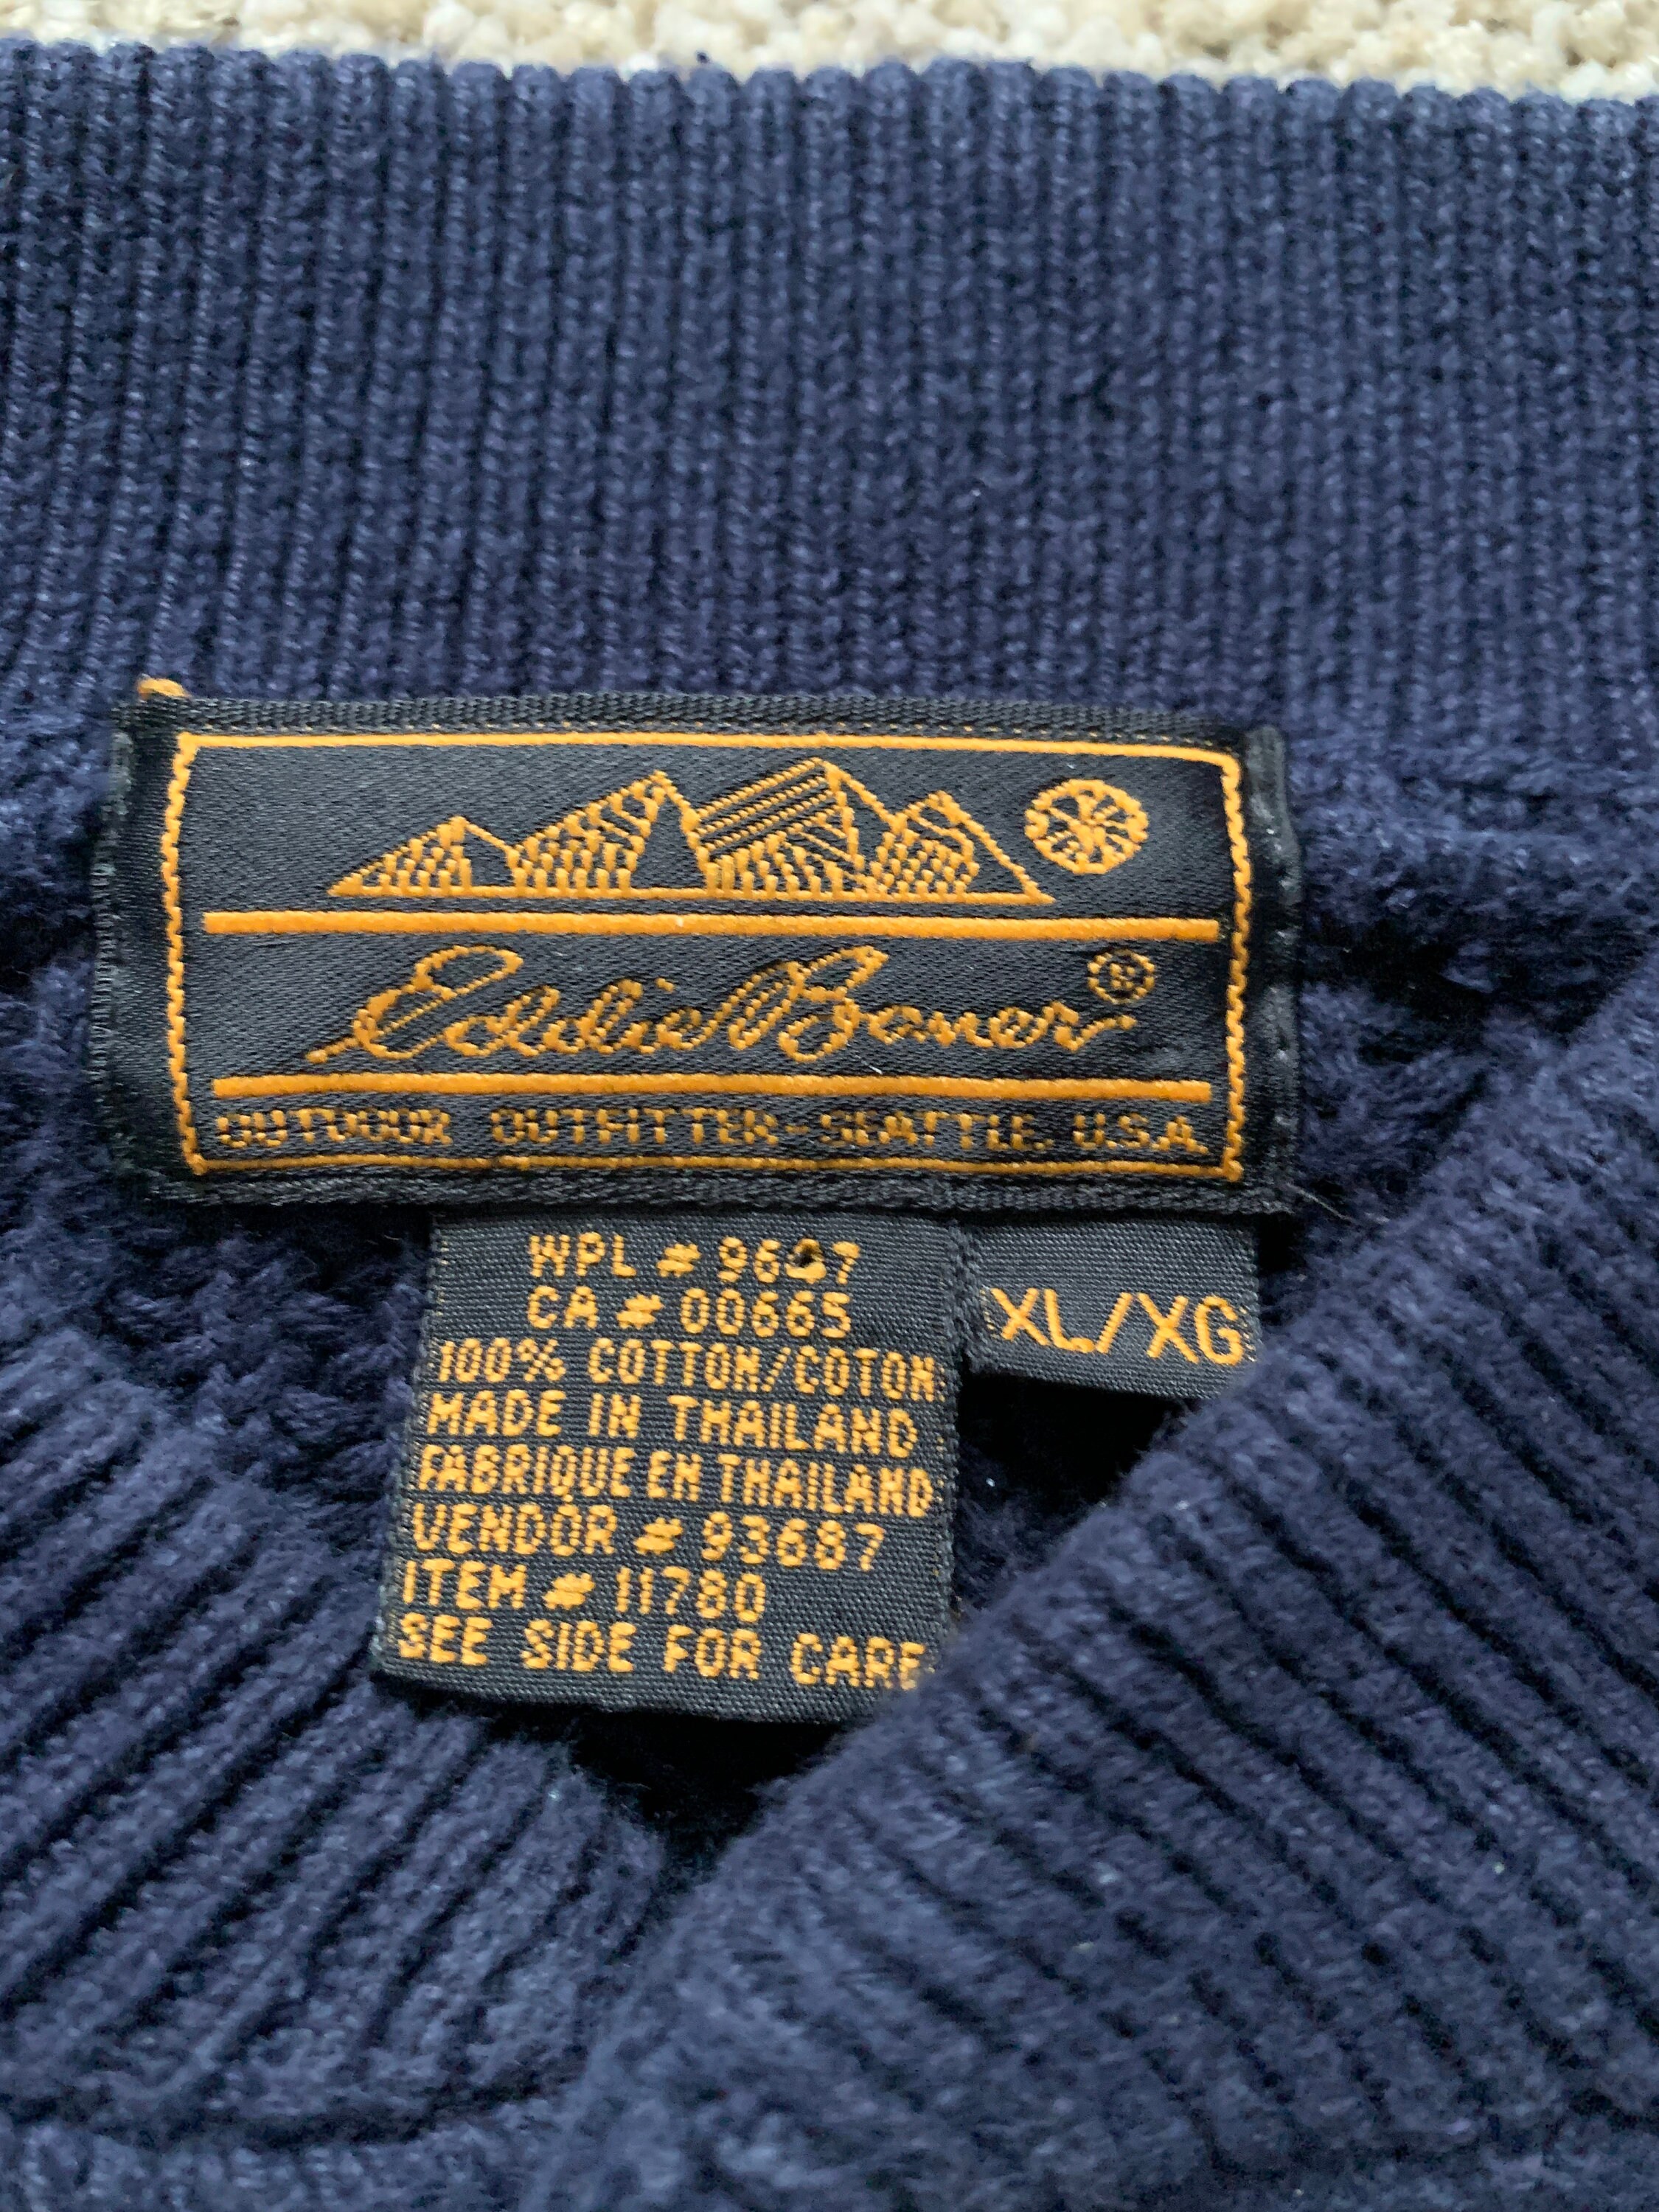 Eddie Bauer®
OUTDOOR OUTFITTER-SEATTLE, U.S.A.
WPL # 9647
CA # 00665
100% COTTON/COTON
MADE IN THAILAND
FABRIQUE EN THAILAND
VENDOR # 93687
ITEM # 11780
SEE SIDE FOR CARE
XL/XG